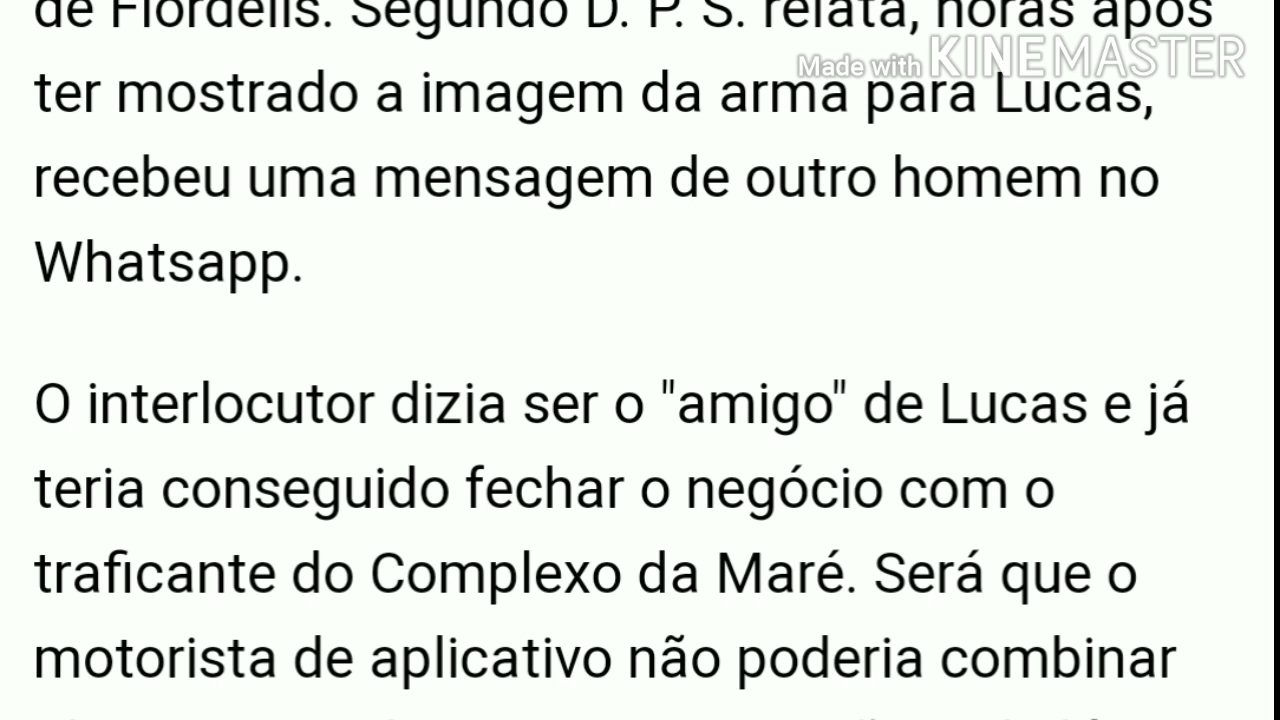 de Flordelis. Segundo D. P. S. relata, horas após
Made with KINEMASTER
ter mostrado a imagem da arma para Lucas,
recebeu uma mensagem de outro homem no
Whatsapp.
O interlocutor dizia ser o "amigo" de Lucas e já
teria conseguido fechar o negócio com o
traficante do Complexo da Maré. Será que o
motorista de aplicativo não poderia combinar